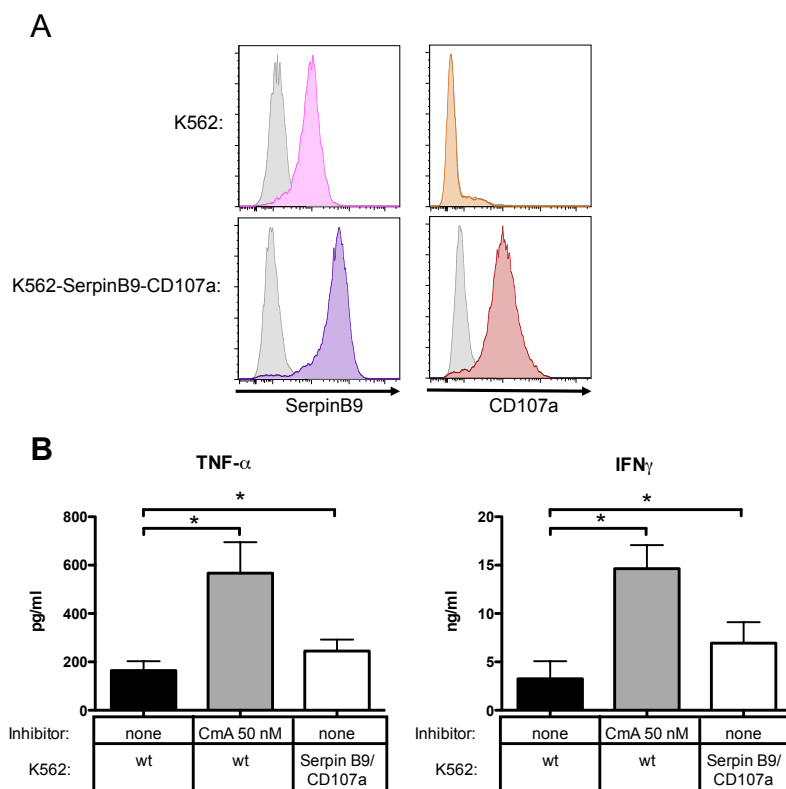 A
K562:
K562-SerpinB9-CD107a:
SerpinB9
CD107a
B
TNF-α
*
*
800
600
400
200
0
pg/ml
Inhibitor:
none
CmA 50 nM
none
K562:
wt
wt
Serpin B9/
CD107a
IFNγ
*
*
20
15
10
5
0
ng/ml
Inhibitor:
none
CmA 50 nM
none
K562:
wt
wt
Serpin B9/
CD107a